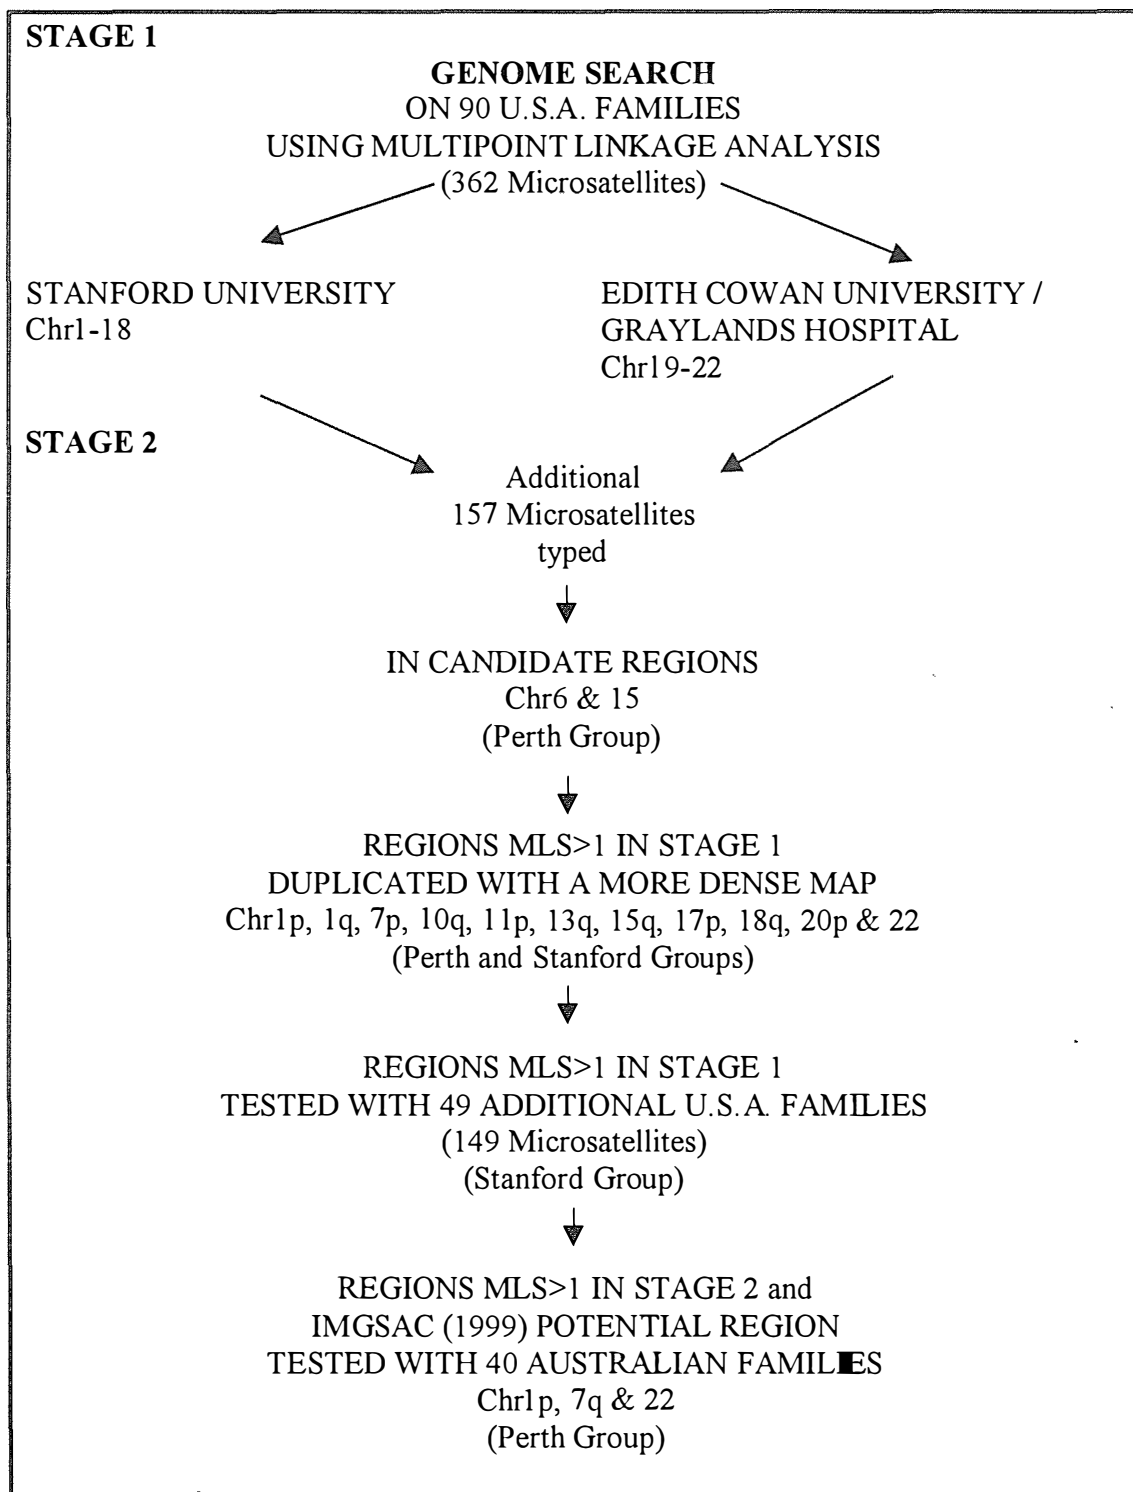 STAGE 1
GENOME SEARCH
ON 90 U.S.A. FAMILIES
USING MULTIPOINT LINKAGE ANALYSIS
(362 Microsatellites)
STANFORD UNIVERSITY
Chr1-18
EDITH COWAN UNIVERSITY /
GRAYLANDS HOSPITAL
Chr19-22
STAGE 2
Additional
157 Microsatellites
typed
IN CANDIDATE REGIONS
Chr6 & 15
(Perth Group)
REGIONS MLS>1 IN STAGE 1
DUPLICATED WITH A MORE DENSE MAP
Chr1p, 1q, 7p, 10q, 11p, 13q, 15q, 17p, 18q, 20p & 22
(Perth and Stanford Groups)
REGIONS MLS>1 IN STAGE 1
TESTED WITH 49 ADDITIONAL U.S.A. FAMILIES
(149 Microsatellites)
(Stanford Group)
REGIONS MLS>1 IN STAGE 2 and
IMGSAC (1999) POTENTIAL REGION
TESTED WITH 40 AUSTRALIAN FAMILIES
Chr1p, 7q & 22
(Perth Group)